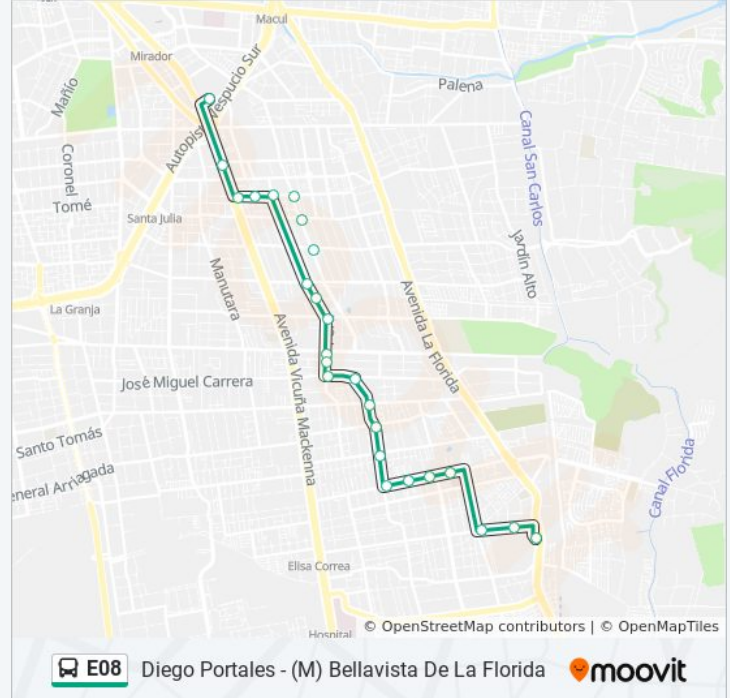 Macul
Mirador
Palena
Mañío
Autopista Vespucio Sur
Canal San Carlos
Coronel
Tomé
Santa Julia
Jardín Alto
Manutara
La Granja
Avenida La Florida
Avenida Vicuña Mackenna
José Miguel Carrera
Santo Tomás
eneral Arriagada
Canal Florida
Elisa Correa
Hospital
© OpenStreetMap contributors | © OpenMapTiles
E08 Diego Portales - (M) Bellavista De La Florida moovit